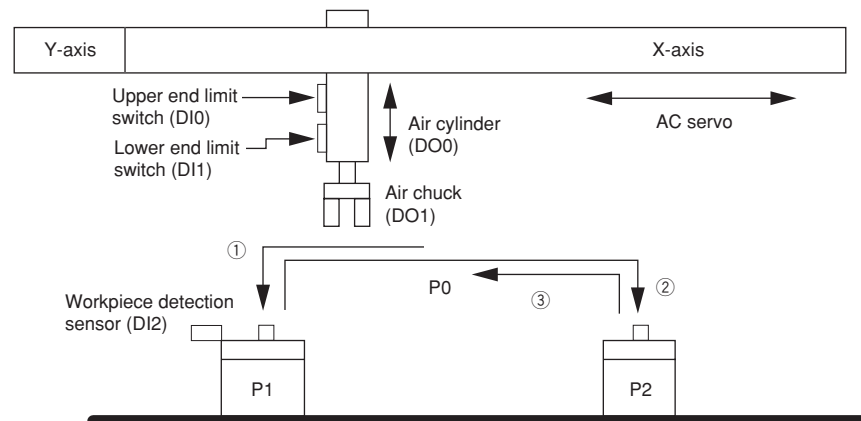 Y-axis
X-axis
Upper end limit
switch (DI0)
Lower end limit
switch (DI1)
Air cylinder
(DO0)
AC servo
Air chuck
(DO1)
①
P0
③
②
Workpiece detection
sensor (DI2)
P1
P2